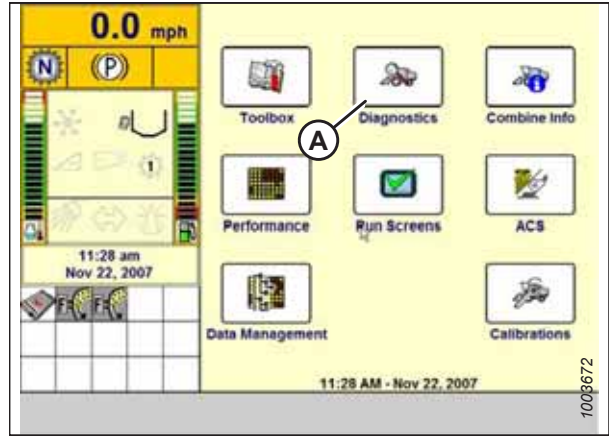 0.0 mph
N (P)
1
11:28 am
Nov 22, 2007
F F
Toolbox Diagnostics Combine Info
A
Performance Run Screens ACS
Data Management Calibrations
11:28 AM - Nov 22, 2007
1003672